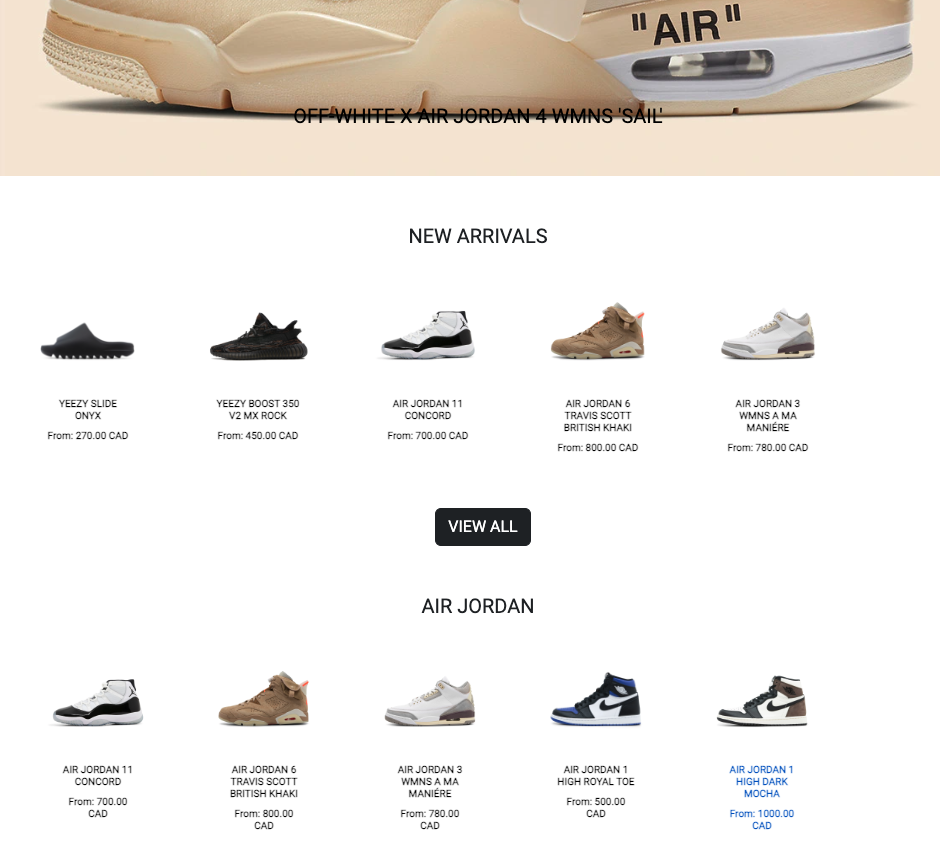 "AIR"
OFF-WHITE X AIR JORDAN 4 WMNS 'SAIL'
NEW ARRIVALS
YEEZY SLIDE
ONYX
From: 270.00 CAD
YEEZY BOOST 350
V2 MX ROCK
From: 450.00 CAD
AIR JORDAN 11
CONCORD
From: 700.00 CAD
AIR JORDAN 6
TRAVIS SCOTT
BRITISH KHAKI
From: 800.00 CAD
AIR JORDAN 3
WMNS A MA
MANIÉRE
From: 780.00 CAD
VIEW ALL
AIR JORDAN
AIR JORDAN 11
CONCORD
From: 700.00
CAD
AIR JORDAN 6
TRAVIS SCOTT
BRITISH KHAKI
From: 800.00
CAD
AIR JORDAN 3
WMNS A MA
MANIÉRE
From: 780.00
CAD
AIR JORDAN 1
HIGH ROYAL TOE
From: 500.00
CAD
AIR JORDAN 1
HIGH DARK
MOCHA
From: 1000.00
CAD